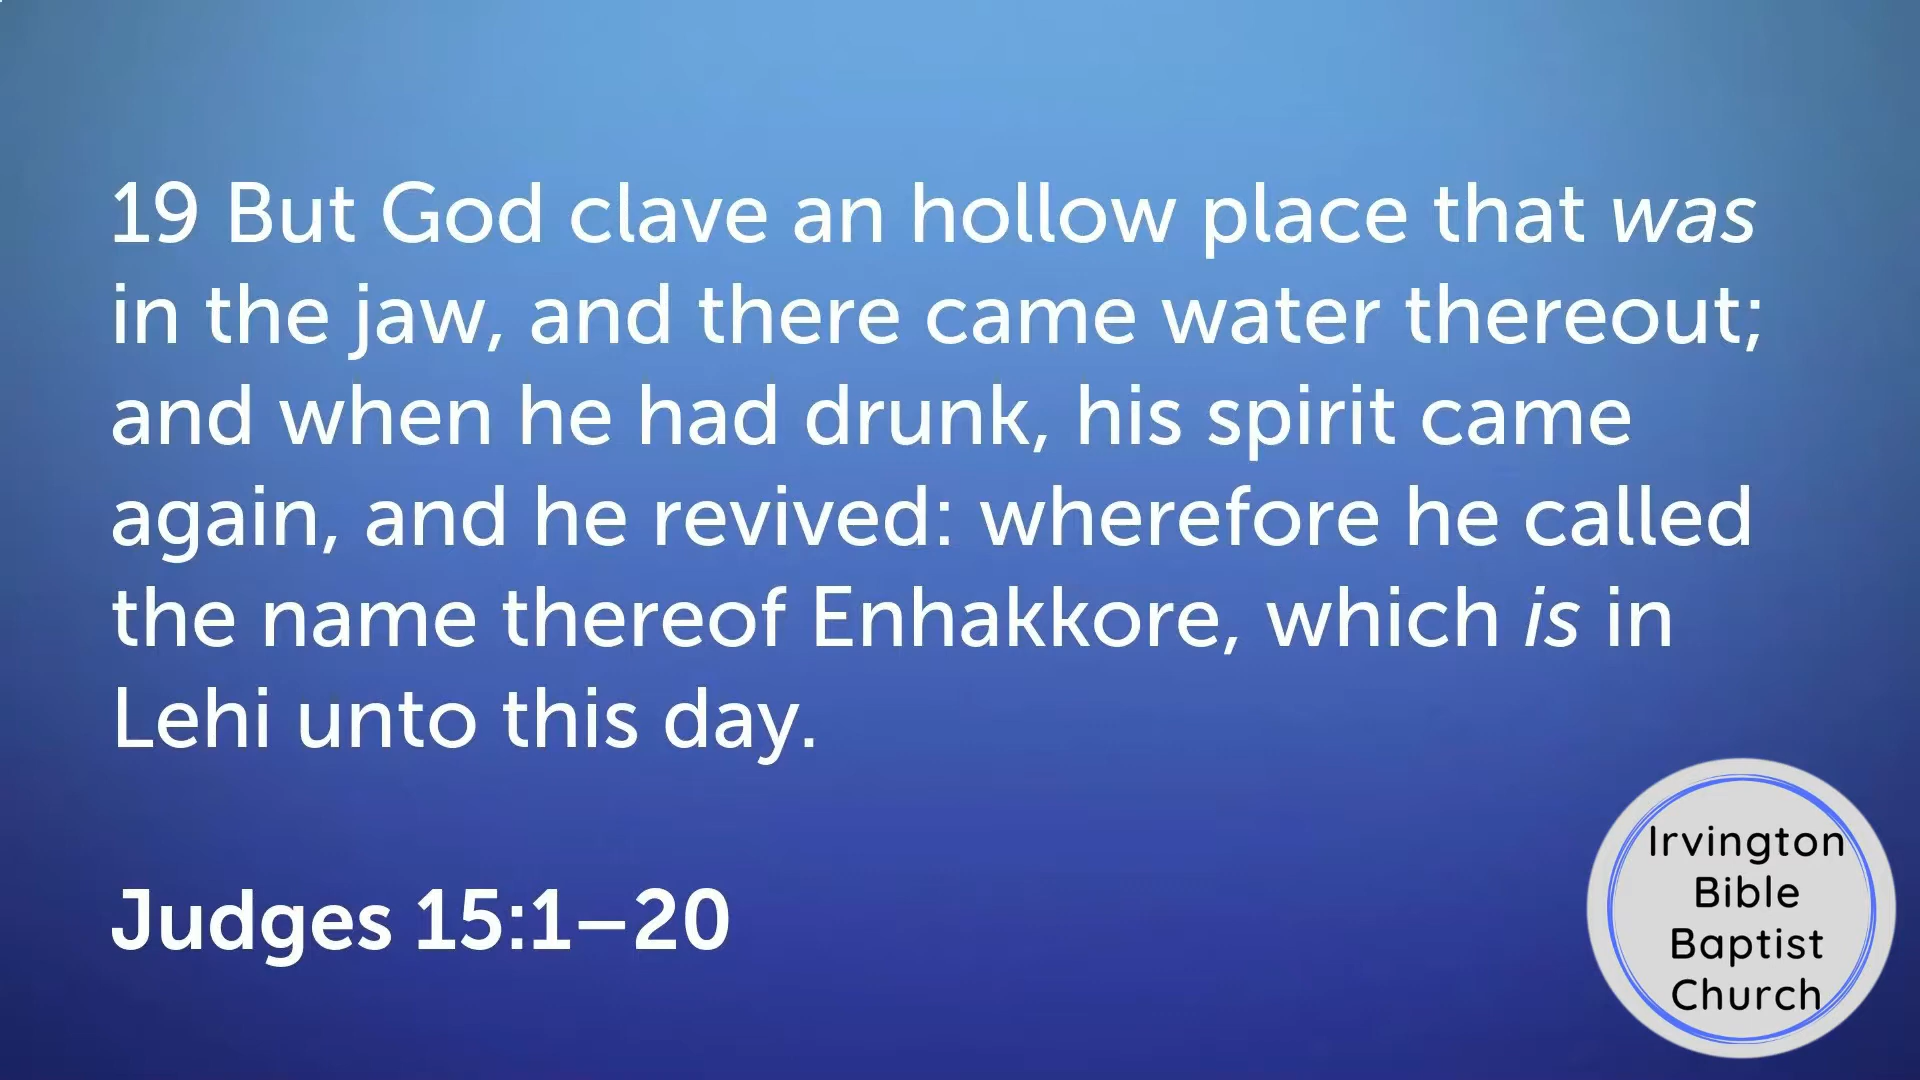 19 But God clave an hollow place that was
in the jaw, and there came water thereout;
and when he had drunk, his spirit came
again, and he revived: wherefore he called
the name thereof Enhakkore, which is in
Lehi unto this day.
Judges 15:1–20
Irvington
Bible
Baptist
Church